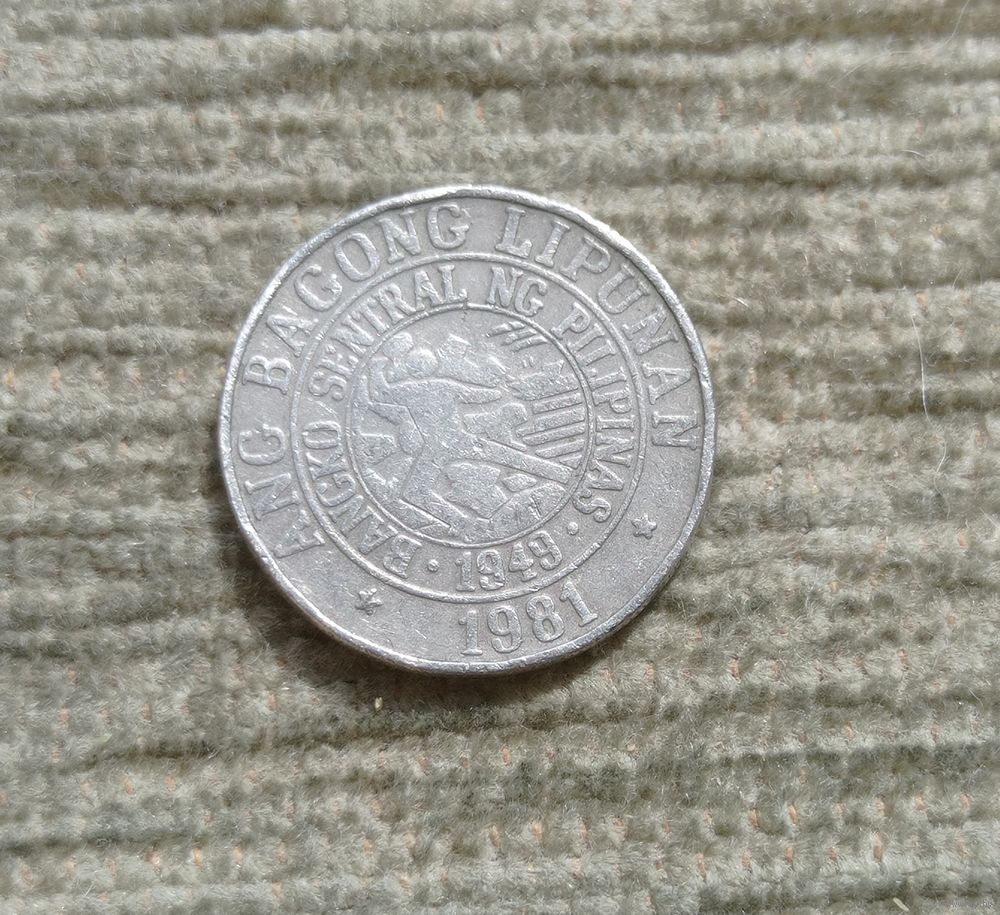 ANG BAGONG LIPUNAN
BANGKO SENTRAL NG PILIPINAS
1949
1981